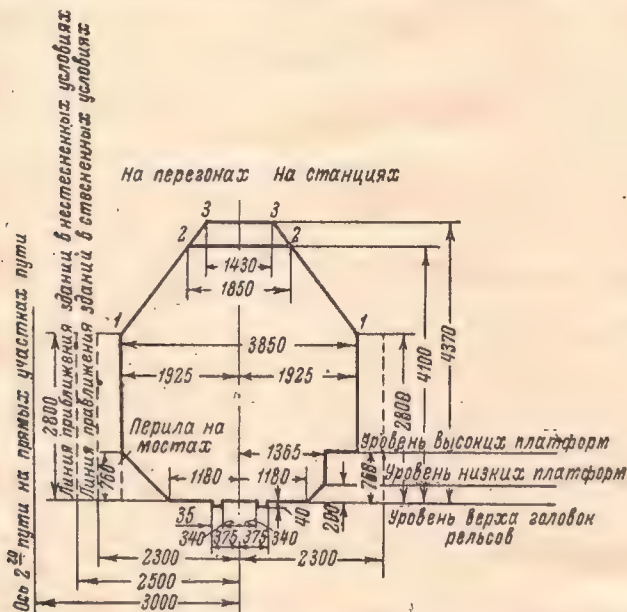 На перегонах На станциях
3 3
2 2
1430
1850
1 1
3850
1925 1925
4100
4370
2800
2800
Перила на
мостах
1365
760
760
1180 1180
200
35
340
375 375
340
40
2300 2300
2500
3000
Уровень высоких платформ
Уровень низких платформ
Уровень верха головок
рельсов
Ось 2го пути на прямых участках пути
Линия приближения зданий в нестесненных условиях
Линия приближения зданий в стесненных условиях